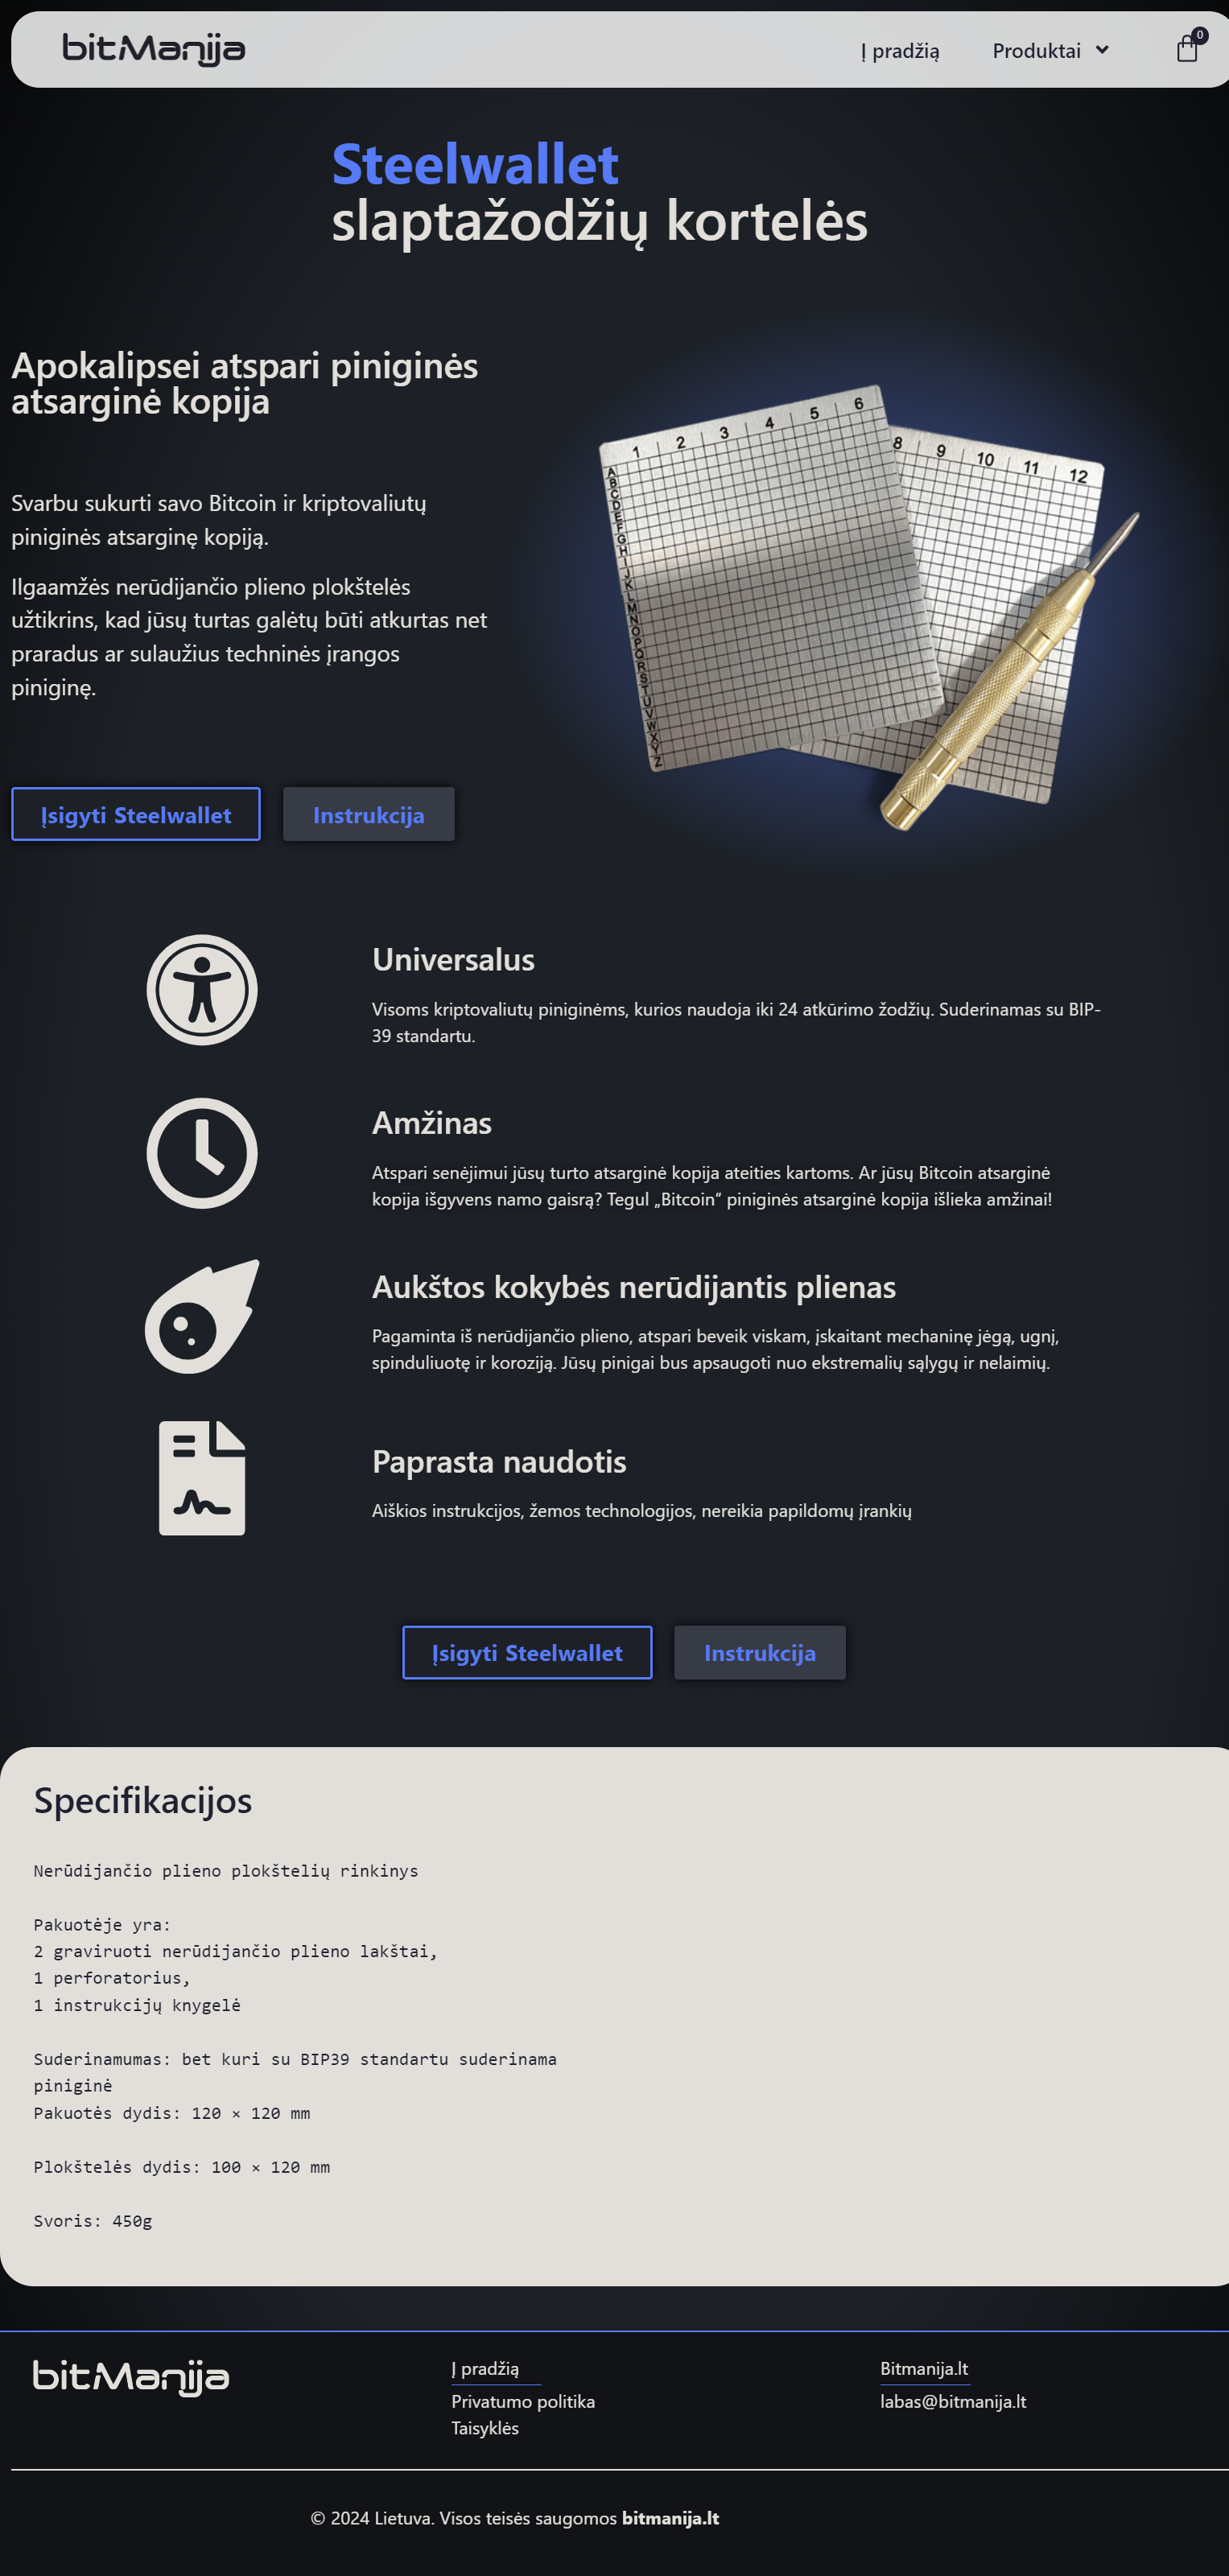 bitManija
Į pradžią
Produktai
0
Steelwallet
slaptažodžių kortelės
Apokalipsei atspari piniginės
atsarginė kopija
Svarbu sukurti savo Bitcoin ir kriptovaliutų
piniginės atsarginę kopiją.
Ilgaamžės nerūdijančio plieno plokštelės
užtikrins, kad jūsų turtas galėtų būti atkurtas net
praradus ar sulaužius techninės įrangos
piniginę.
1 2 3 4 5 6
8 9 10 11 12
A
B
C
D
E
F
G
H
I
J
K
L
M
N
O
P
Q
R
S
T
U
V
W
X
Y
Z
Įsigyti Steelwallet
Instrukcija
Universalus
Visoms kriptovaliutų piniginėms, kurios naudoja iki 24 atkūrimo žodžių. Suderinamas su BIP-
39 standartu.
Amžinas
Atspari senėjimui jūsų turto atsarginė kopija ateities kartoms. Ar jūsų Bitcoin atsarginė
kopija išgyvens namo gaisrą? Tegul „Bitcoin“ piniginės atsarginė kopija išlieka amžinai!
Aukštos kokybės nerūdijantis plienas
Pagaminta iš nerūdijančio plieno, atspari beveik viskam, įskaitant mechaninę jėgą, ugnį,
spinduliuotę ir koroziją. Jūsų pinigai bus apsaugoti nuo ekstremalių sąlygų ir nelaimių.
Paprasta naudotis
Aiškios instrukcijos, žemos technologijos, nereikia papildomų įrankių
Įsigyti Steelwallet
Instrukcija
Specifikacijos
Nerūdijančio plieno plokštelių rinkinys
Pakuotėje yra:
2 graviruoti nerūdijančio plieno lakštai,
1 perforatorius,
1 instrukcijų knygelė
Suderinamumas: bet kuri su BIP39 standartu suderinama
piniginė
Pakuotės dydis: 120 × 120 mm
Plokštelės dydis: 100 × 120 mm
Svoris: 450g
bitManija
Į pradžią
Privatumo politika
Taisyklės
Bitmanija.lt
labas@bitmanija.lt
© 2024 Lietuva. Visos teisės saugomos bitmanija.lt